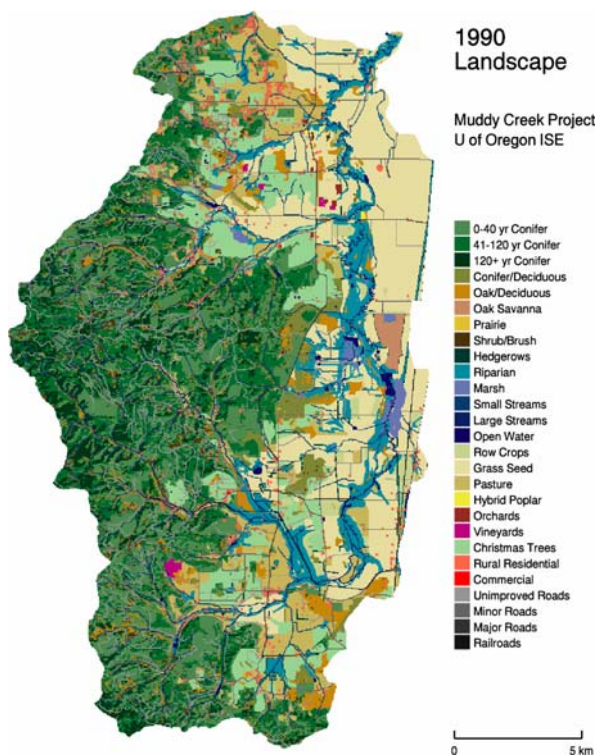 1990
Landscape
Muddy Creek Project
U of Oregon ISE
0-40 yr Conifer
41-120 yr Conifer
120+ yr Conifer
Conifer/Deciduous
Oak/Deciduous
Oak Savanna
Prairie
Shrub/Brush
Hedgerows
Riparian
Marsh
Small Streams
Large Streams
Open Water
Row Crops
Grass Seed
Pasture
Hybrid Poplar
Orchards
Vineyards
Christmas Trees
Rural Residential
Commercial
Unimproved Roads
Minor Roads
Major Roads
Railroads
0 5 km